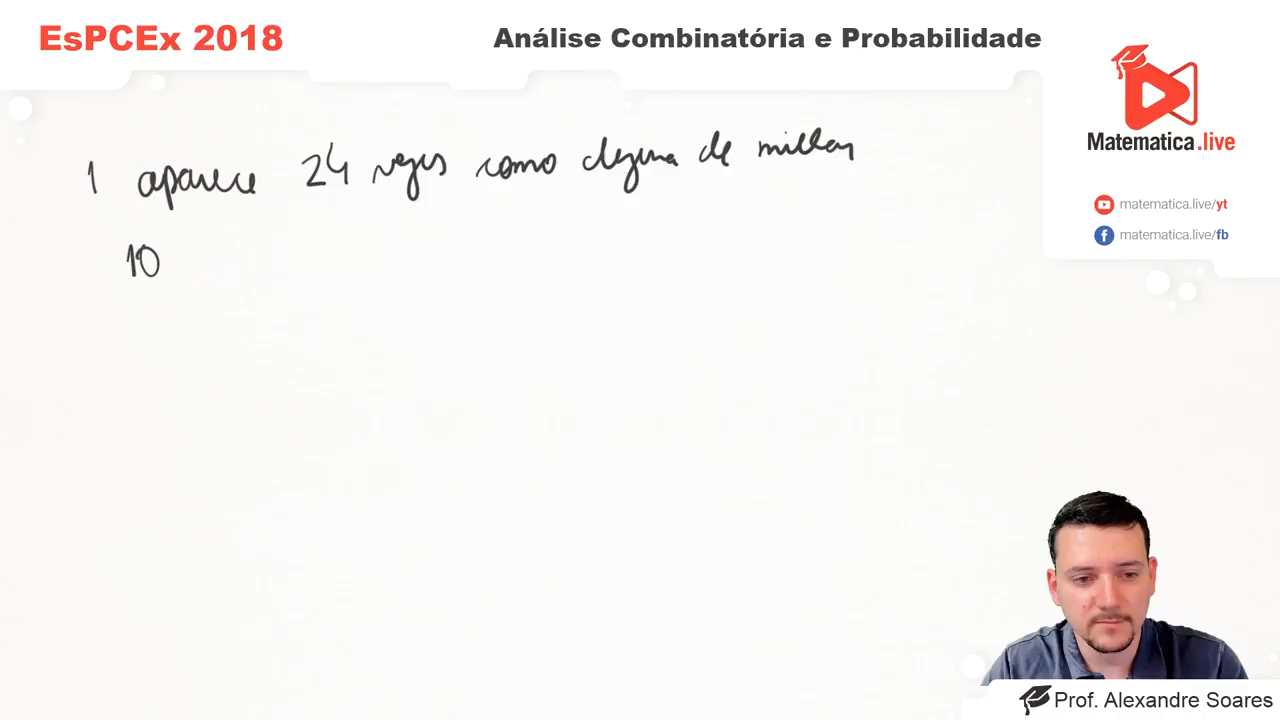 EsPCEx 2018
Análise Combinatória e Probabilidade
Matematica.live
matematica.live/yt
matematica.live/fb
1 aparece 24 vezes como dezena de milhar
10
Prof. Alexandre Soares